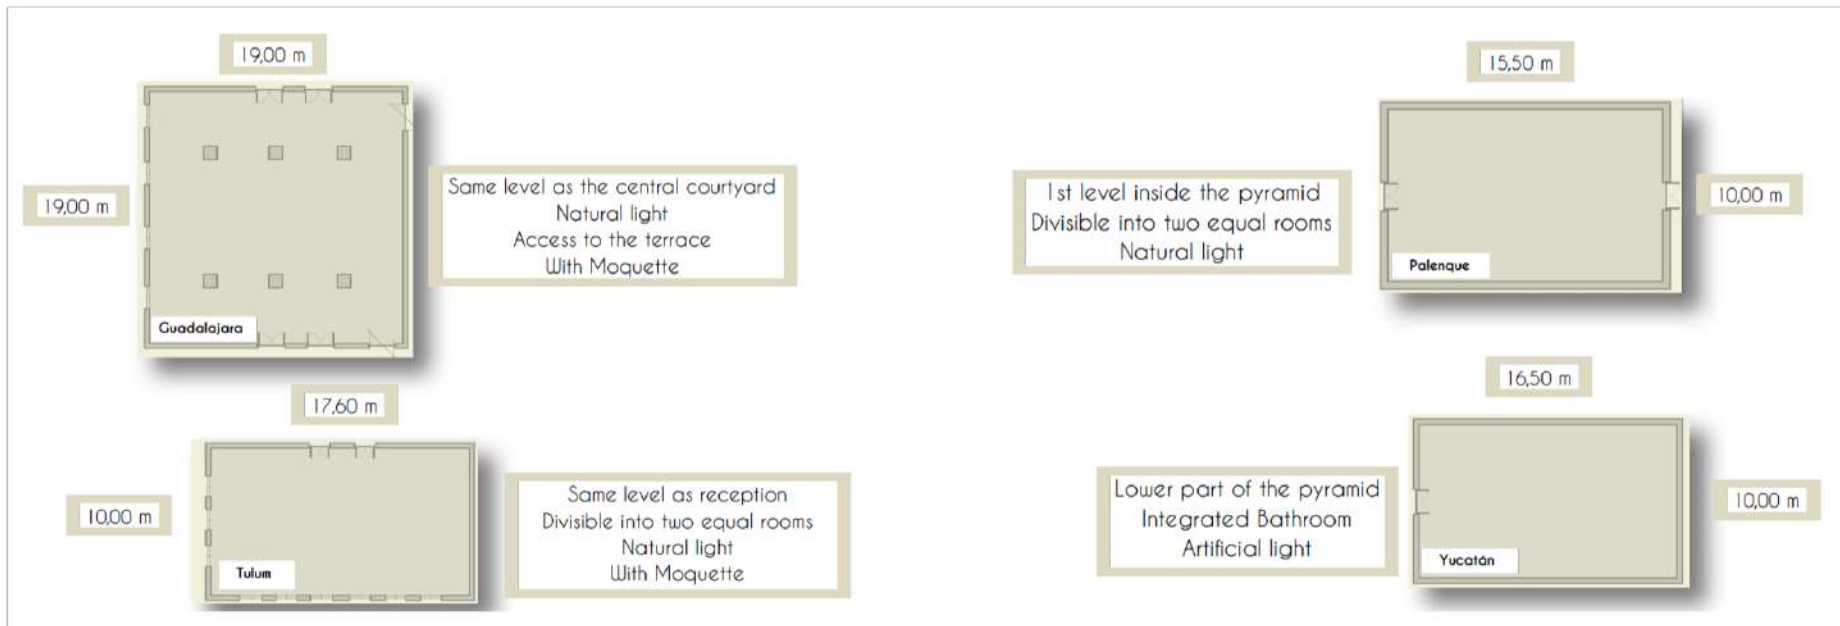 19,00 m
19,00 m
Same level as the central courtyard
Natural light
Access to the terrace
With Moquette
Guadalajara
17,60 m
10,00 m
Same level as reception
Divisible into two equal rooms
Natural light
With Moquette
Tulum
15,50 m
1st level inside the pyramid
Divisible into two equal rooms
Natural light
10,00 m
Palenque
16,50 m
Lower part of the pyramid
Integrated Bathroom
Artificial light
10,00 m
Yucatán